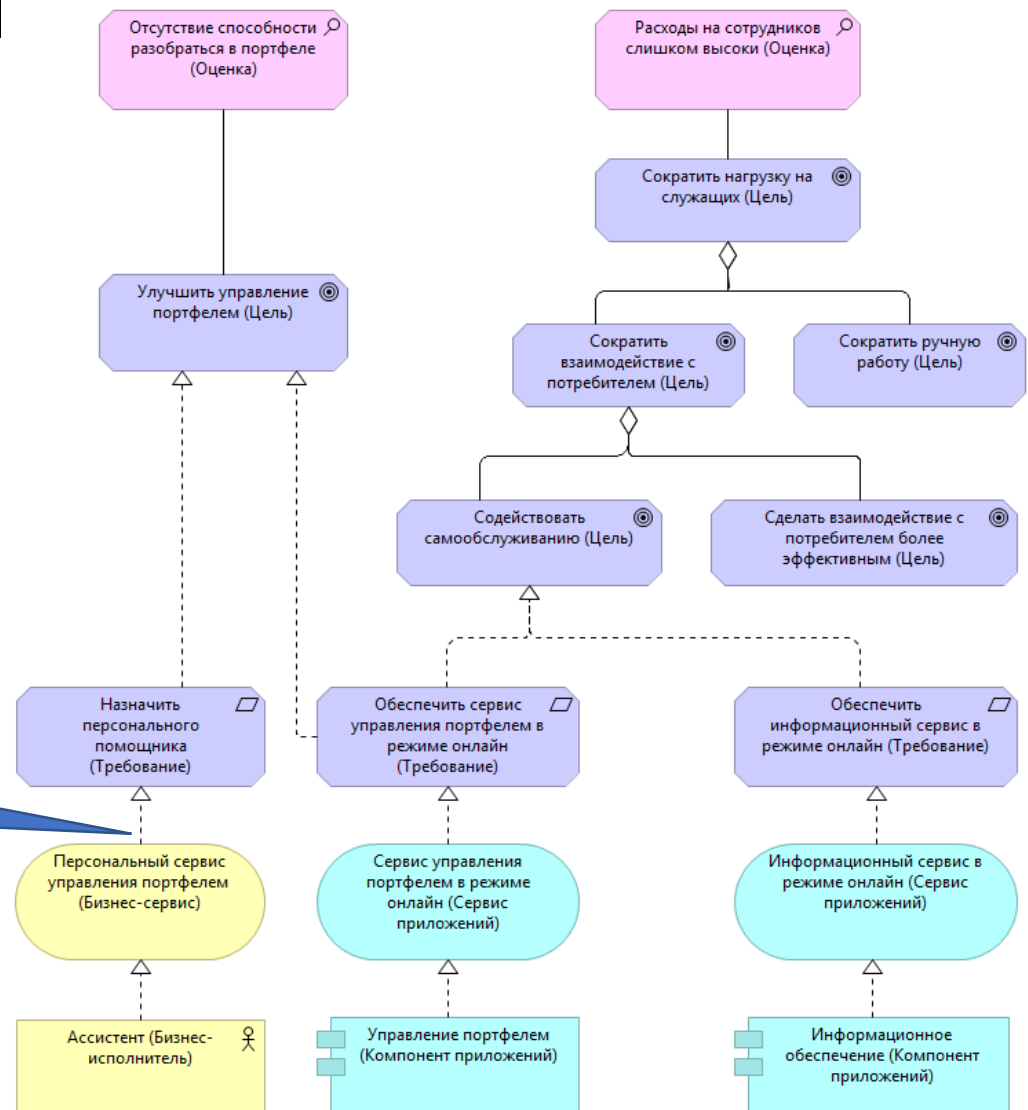 Отсутствие способности
разобраться в портфеле
(Оценка)
Расходы на сотрудников
слишком высоки (Оценка)
Сократить нагрузку на
служащих (Цель)
Улучшить управление
портфелем (Цель)
Сократить
взаимодействие с
потребителем (Цель)
Сократить ручную
работу (Цель)
Содействовать
самообслуживанию (Цель)
Сделать взаимодействие с
потребителем более
эффективным (Цель)
Назначить
персонального
помощника
(Требование)
Обеспечить сервис
управления портфелем в
режиме онлайн
(Требование)
Обеспечить
информационный сервис в
режиме онлайн (Требование)
Персональный сервис
управления портфелем
(Бизнес-сервис)
Сервис управления
портфелем в режиме
онлайн (Сервис
приложений)
Информационный сервис в
режиме онлайн (Сервис
приложений)
Ассистент (Бизнес-
исполнитель)
Управление портфелем
(Компонент приложений)
Информационное
обеспечение (Компонент
приложений)